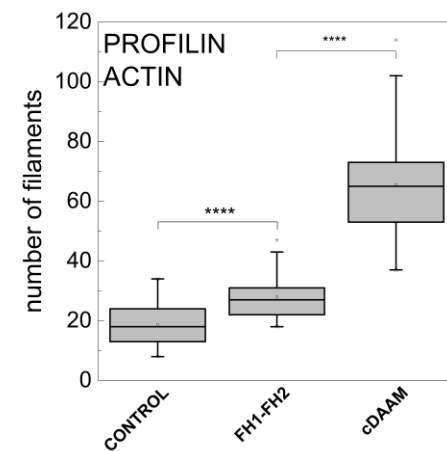 PROFILIN
ACTIN
number of filaments
120
100
80
60
40
20
0
****
****
CONTROL
FH1-FH2
cDAAM